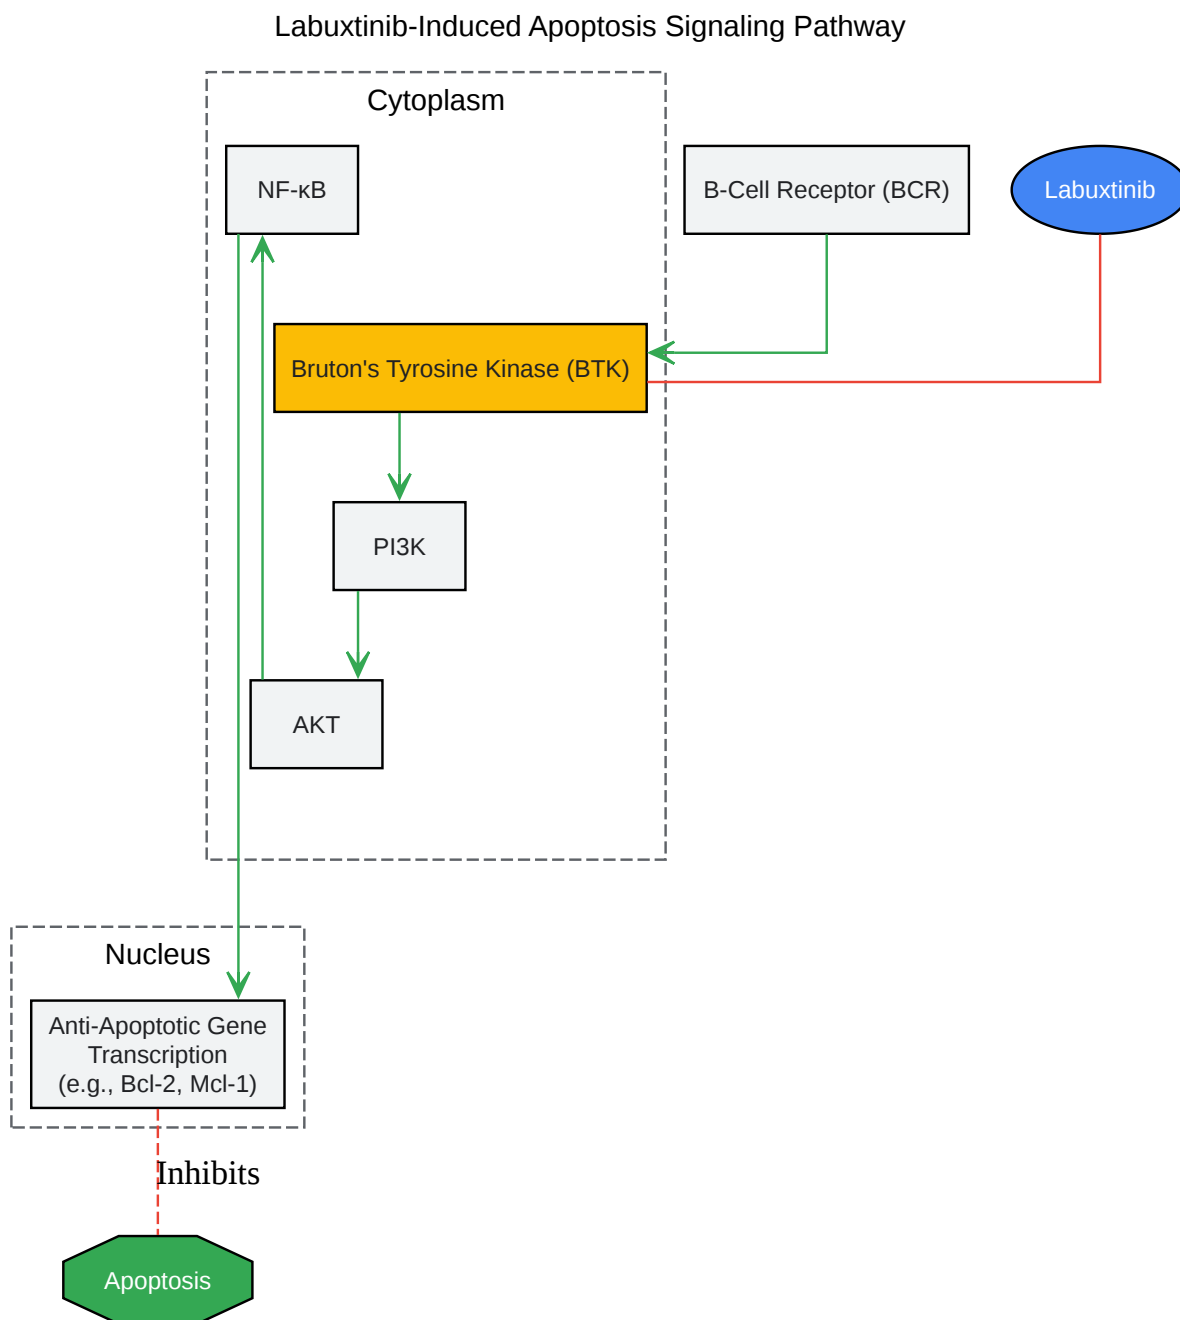 Labuxtinib-Induced Apoptosis Signaling Pathway
Cytoplasm
NF-κB
B-Cell Receptor (BCR)
Labuxtinib
Bruton's Tyrosine Kinase (BTK)
PI3K
AKT
Nucleus
Anti-Apoptotic Gene
Transcription
(e.g., Bcl-2, Mcl-1)
Inhibits
Apoptosis